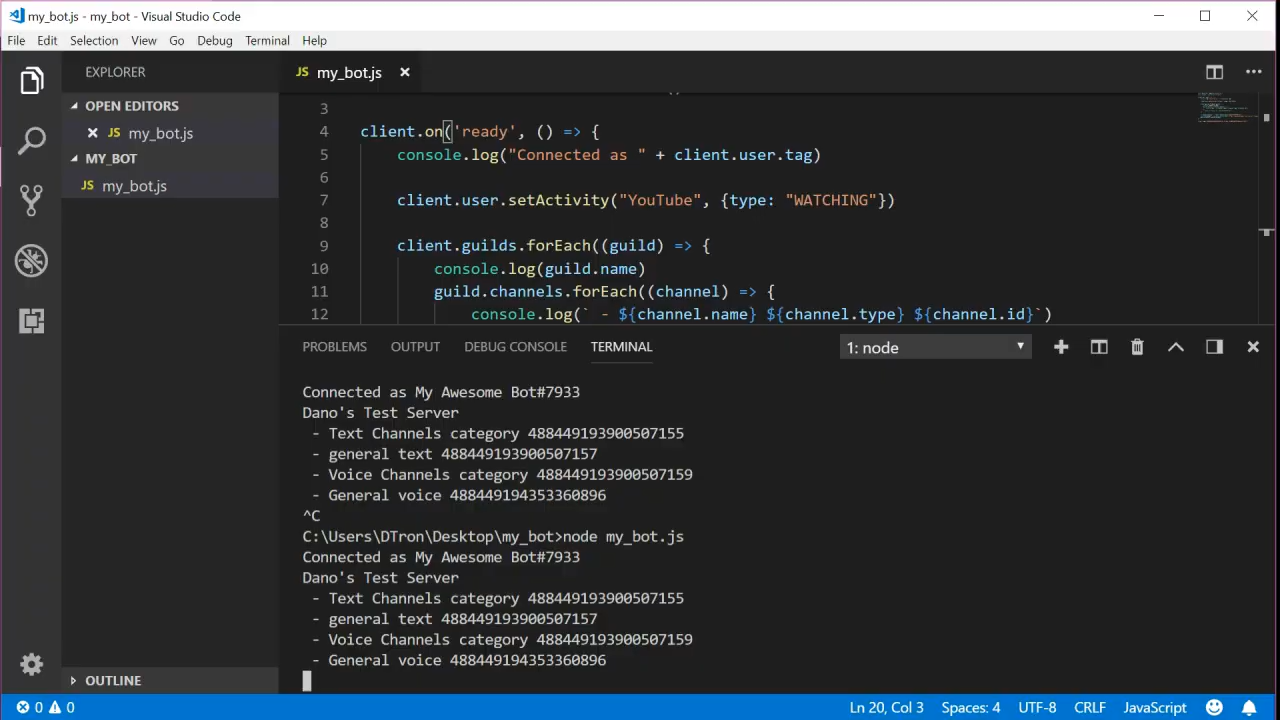 my_bot.js - my_bot - Visual Studio Code
File Edit Selection View Go Debug Terminal Help
EXPLORER
OPEN EDITORS
JS my_bot.js
MY_BOT
JS my_bot.js
OUTLINE
JS my_bot.js
3
4 client.on('ready', () => {
5 console.log("Connected as " + client.user.tag)
6
7 client.user.setActivity("YouTube", {type: "WATCHING"})
8
9 client.guilds.forEach((guild) => {
10 console.log(guild.name)
11 guild.channels.forEach((channel) => {
12 console.log(` - ${channel.name} ${channel.type} ${channel.id}`)
PROBLEMS OUTPUT DEBUG CONSOLE TERMINAL 1: node
Connected as My Awesome Bot#7933
Dano's Test Server
- Text Channels category 488449193900507155
- general text 488449193900507157
- Voice Channels category 488449193900507159
- General voice 488449194353360896
^C
C:\Users\DTron\Desktop\my_bot>node my_bot.js
Connected as My Awesome Bot#7933
Dano's Test Server
- Text Channels category 488449193900507155
- general text 488449193900507157
- Voice Channels category 488449193900507159
- General voice 488449194353360896
0 0 Ln 20, Col 3 Spaces: 4 UTF-8 CRLF JavaScript